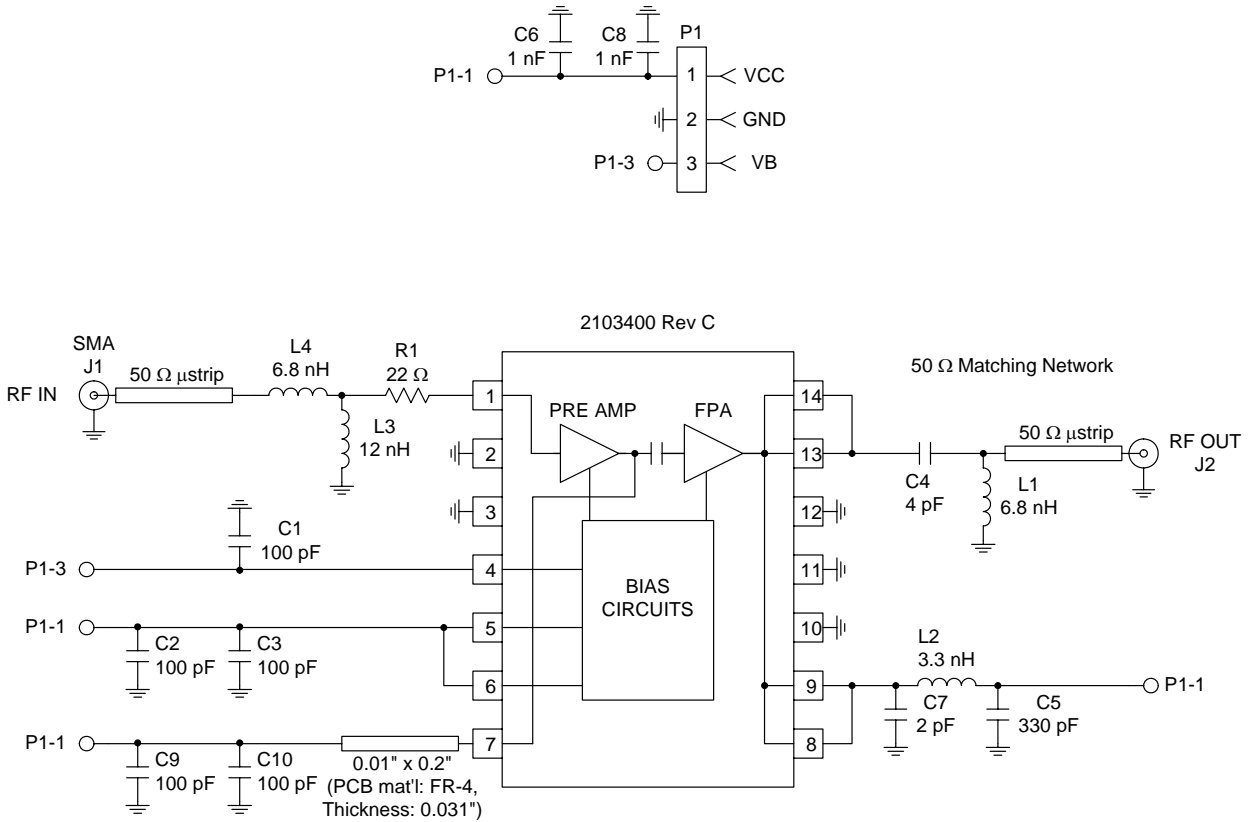 C6
1 nF
C8
1 nF
P1
P1-1
1
VCC
2
GND
P1-3
3
VB
2103400 Rev C
SMA
J1
RF IN
50 Ω μstrip
L4
6.8 nH
R1
22 Ω
L3
12 nH
1
2
3
4
5
6
7
PRE AMP
FPA
BIAS
CIRCUITS
14
13
12
11
10
9
8
50 Ω Matching Network
50 Ω μstrip
RF OUT
J2
C4
4 pF
L1
6.8 nH
C1
100 pF
P1-3
P1-1
C2
100 pF
C3
100 pF
L2
3.3 nH
P1-1
C7
2 pF
C5
330 pF
P1-1
C9
100 pF
C10
100 pF
0.01" x 0.2"
(PCB mat'l: FR-4,
Thickness: 0.031")